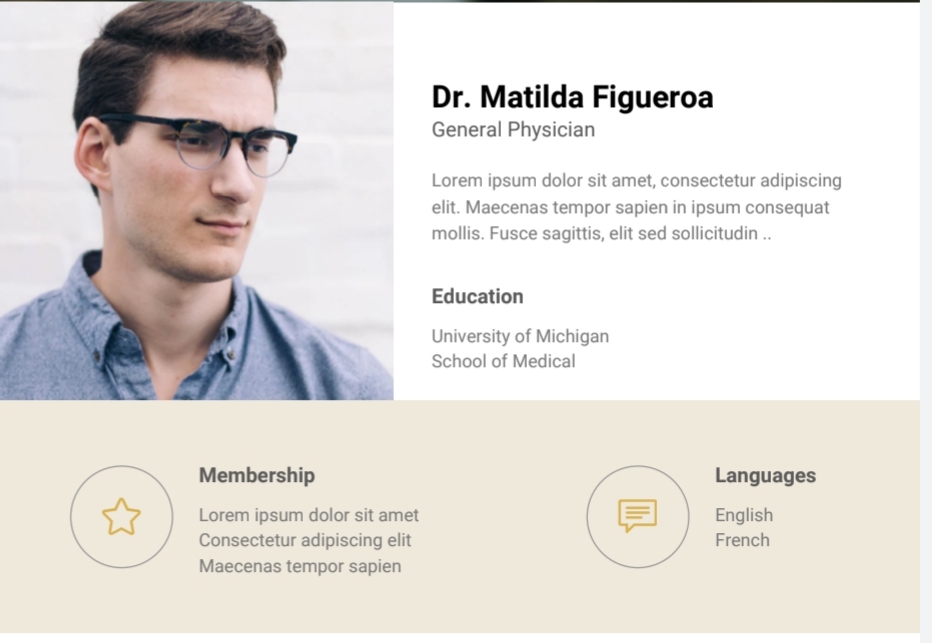 Dr. Matilda Figueroa
General Physician
Lorem ipsum dolor sit amet, consectetur adipiscing
elit. Maecenas tempor sapien in ipsum consequat
mollis. Fusce sagittis, elit sed sollicitudin ..
Education
University of Michigan
School of Medical
Membership
Lorem ipsum dolor sit amet
Consectetur adipiscing elit
Maecenas tempor sapien
Languages
English
French